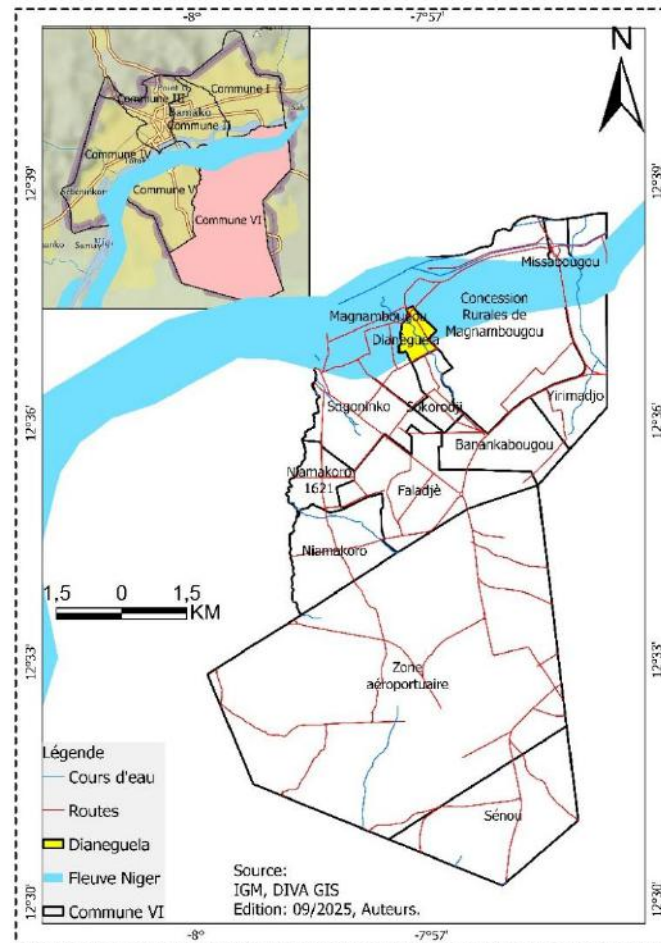 -8° -7°57'
N
Commune I
Commune III
Bamako
Commune II
Commune IV
Commune V
Commune VI
12°39' 12°39'
Missabougou
Magnambougou
Concession
Rurales de
Magnambougou
Dianeguela
12°36' 12°36'
Sogoninko
Sokorodji
Yirimadjo
Banankabougou
Niamakoro
1621
Faladjè
Niamakoro
1,5 0 1,5
KM
12°33' 12°33'
Zone
aéroportuaire
Sénou
Légende
Cours d'eau
Routes
Dianeguela
Fleuve Niger
Commune VI
Source:
IGM, DIVA GIS
Edition: 09/2025, Auteurs.
12°30' 12°30'
-8° -7°57'